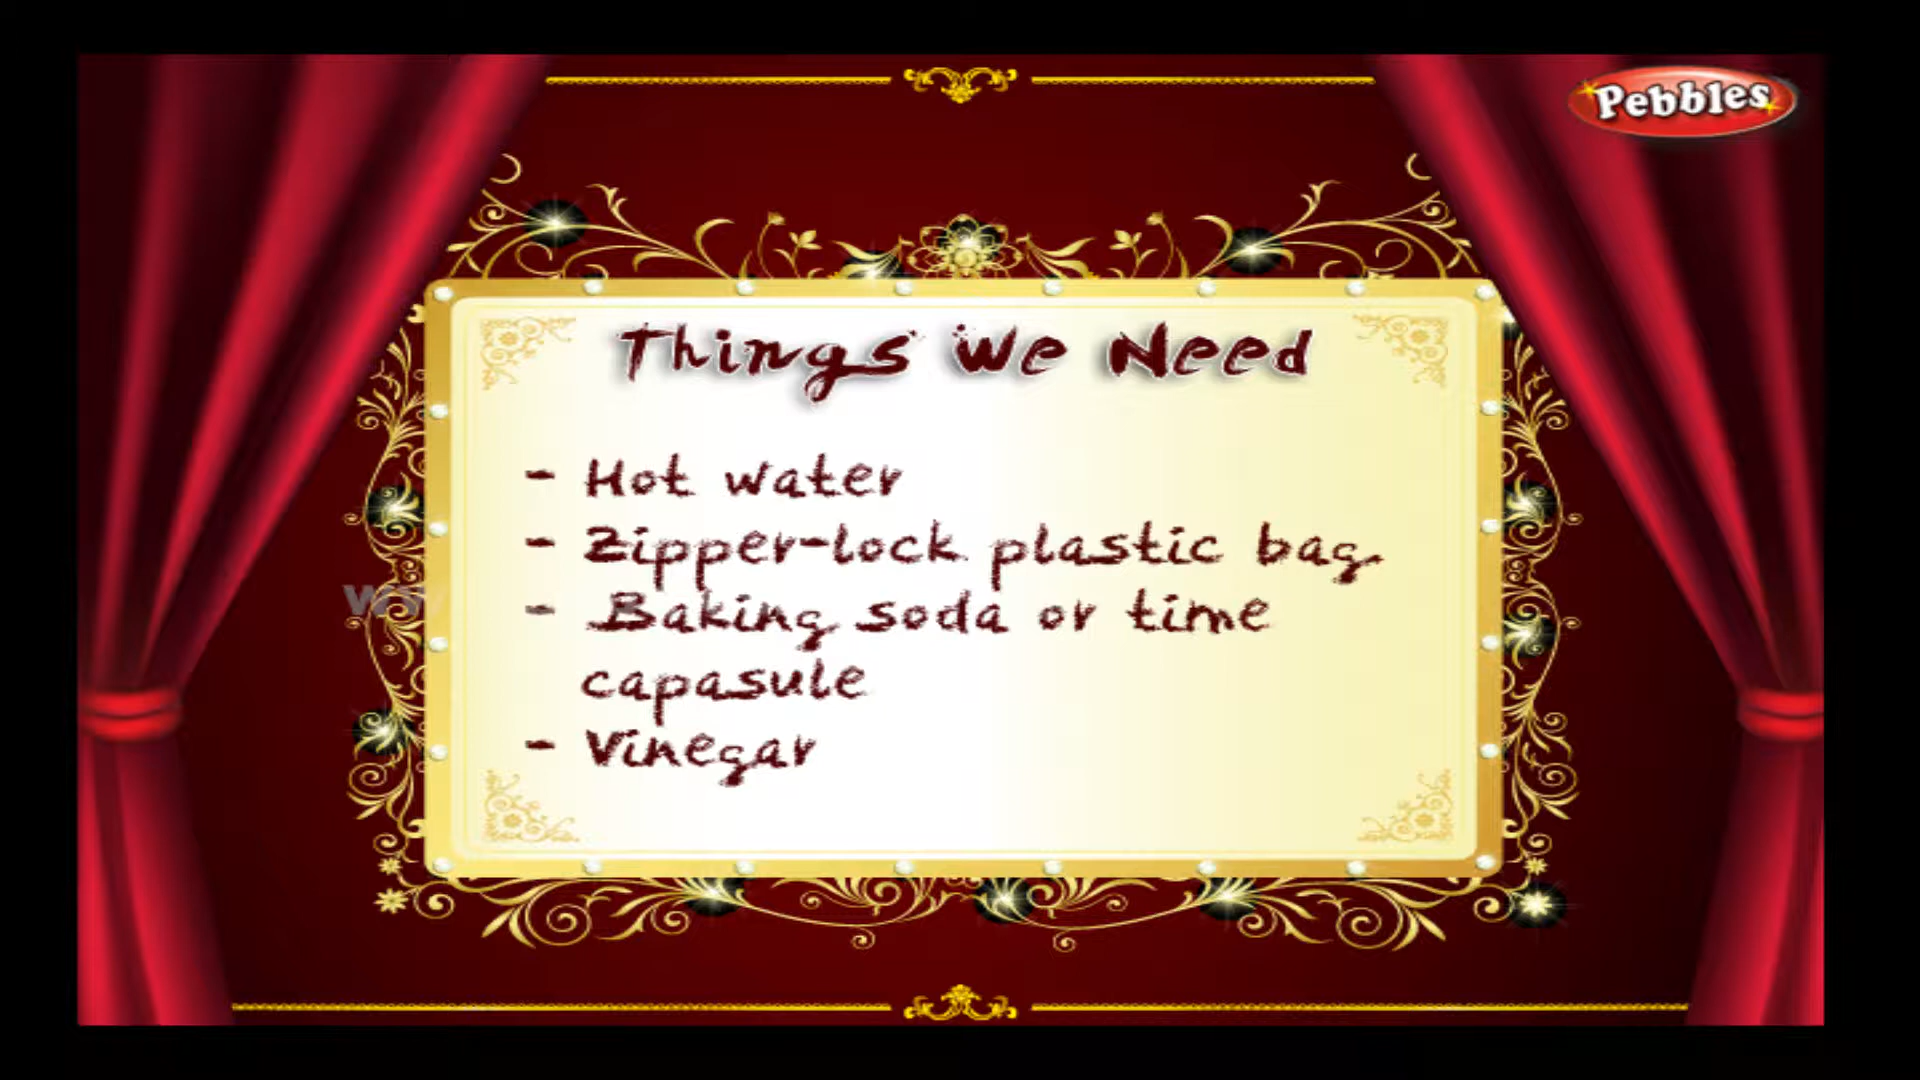 Pebbles
Things We Need
- Hot water
- Zipper-lock plastic bag
- Baking soda or time
capasule
- Vinegar